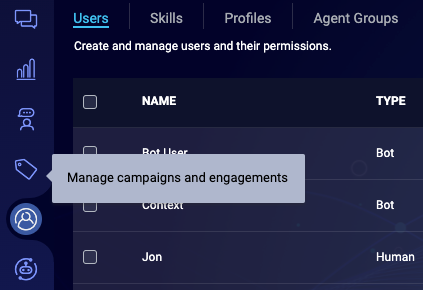 Users Skills Profiles Agent Groups
Create and manage users and their permissions.
NAME TYPE
Bot User Bot
Manage campaigns and engagements
Context Bot
Jon Human